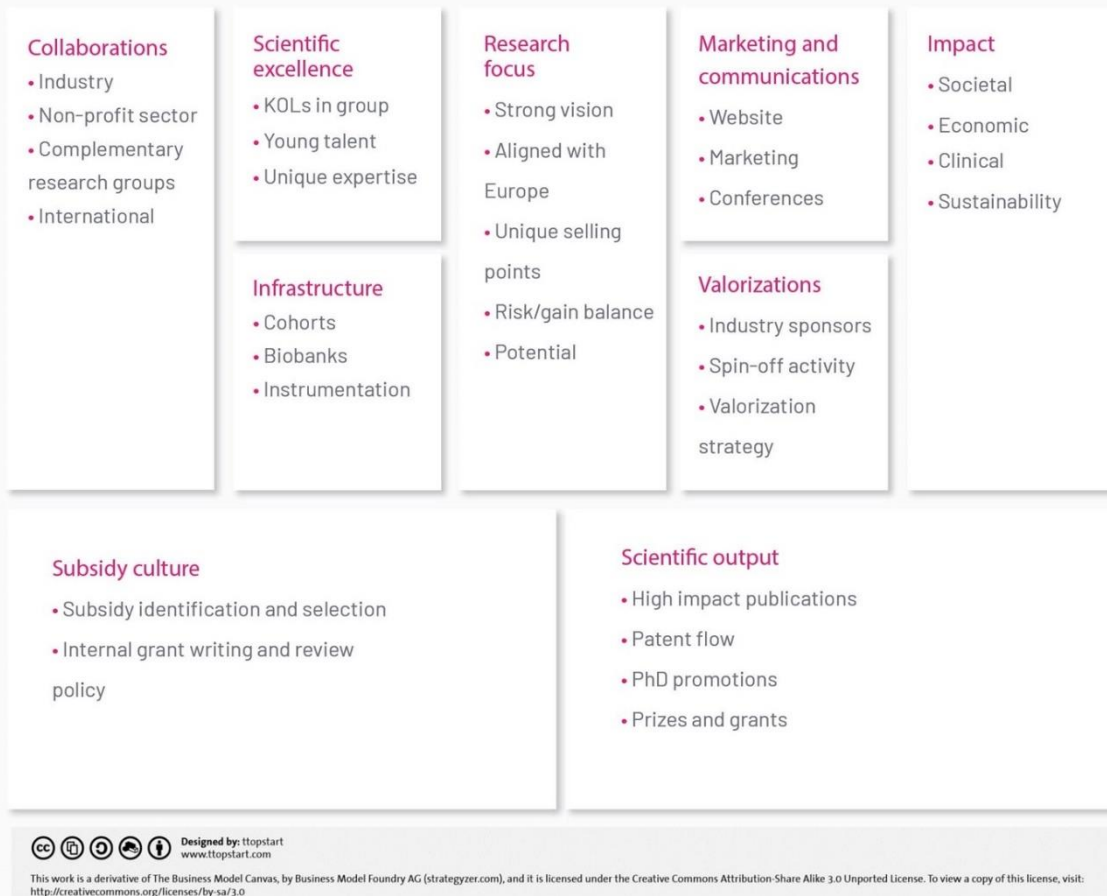 Collaborations
• Industry
• Non-profit sector
• Complementary
research groups
• International
Scientific
excellence
• KOLs in group
• Young talent
• Unique expertise
Infrastructure
• Cohorts
• Biobanks
• Instrumentation
Research
focus
• Strong vision
• Aligned with
Europe
• Unique selling
points
• Risk/gain balance
• Potential
Marketing and
communications
• Website
• Marketing
• Conferences
Valorizations
• Industry sponsors
• Spin-off activity
• Valorization
strategy
Impact
• Societal
• Economic
• Clinical
• Sustainability
Subsidy culture
• Subsidy identification and selection
• Internal grant writing and review
policy
Scientific output
• High impact publications
• Patent flow
• PhD promotions
• Prizes and grants
cc
Designed by: ttopstart
www.ttopstart.com
This work is a derivative of The Business Model Canvas, by Business Model Foundry AG (strategyzer.com), and it is licensed under the Creative Commons Attribution-Share Alike 3.0 Unported License. To view a copy of this license, visit:
http://creativecommons.org/licenses/by-sa/3.0